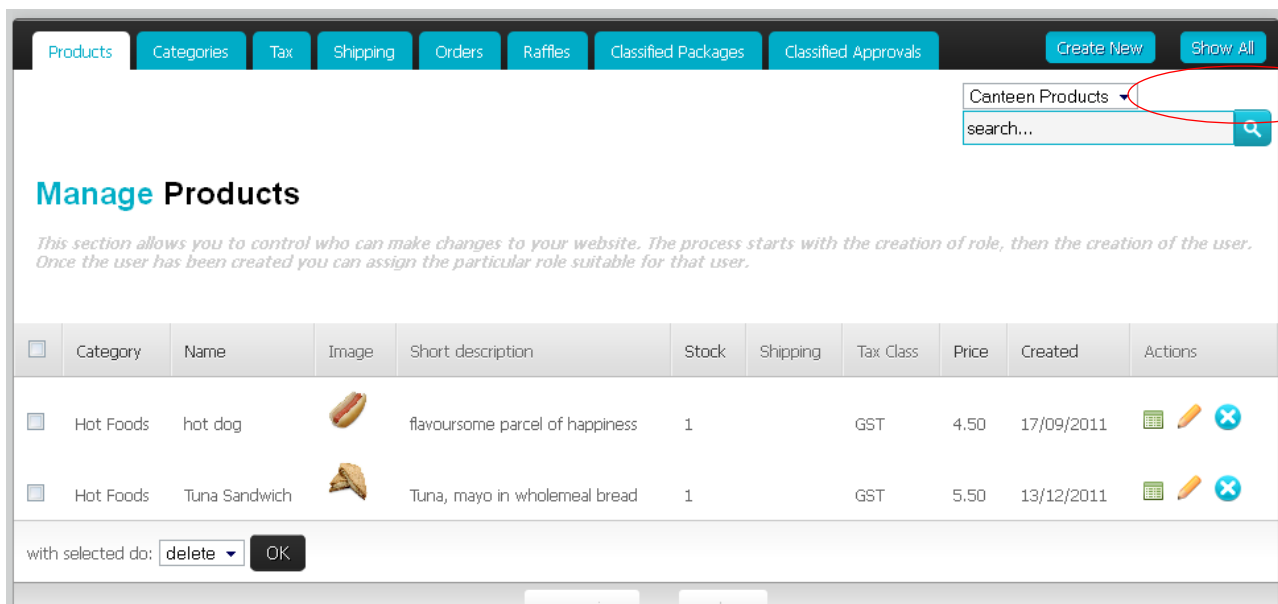 Products Categories Tax Shipping Orders Raffles Classified Packages Classified Approvals Create New Show All
Canteen Products
search...
Manage Products
This section allows you to control who can make changes to your website. The process starts with the creation of role, then the creation of the user.
Once the user has been created you can assign the particular role suitable for that user.
Category Name Image Short description Stock Shipping Tax Class Price Created Actions
Hot Foods hot dog flavoursome parcel of happiness 1 GST 4.50 17/09/2011
Hot Foods Tuna Sandwich Tuna, mayo in wholemeal bread 1 GST 5.50 13/12/2011
with selected do: delete OK